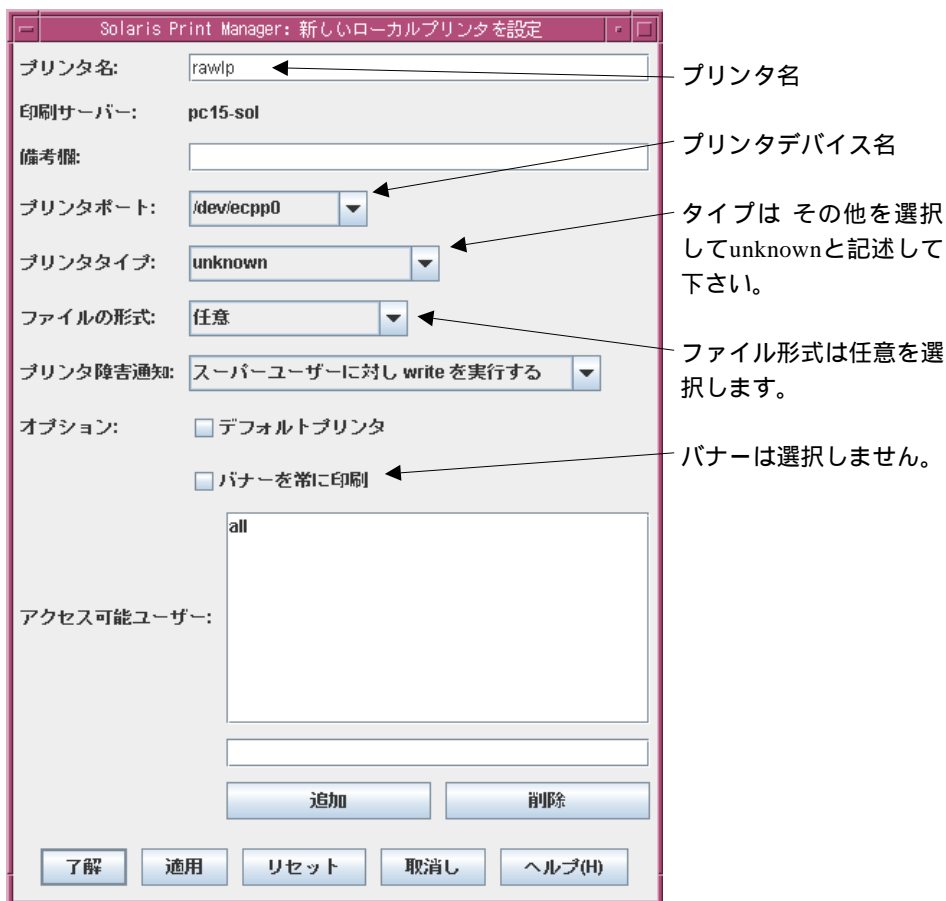 Solaris Print Manager: 新しいローカルプリンタを設定
プリンタ名: rawlp
印刷サーバー: pc15-sol
備考欄:
プリンタポート: /dev/ecpp0
プリンタタイプ: unknown
ファイルの形式: 任意
プリンタ障害通知: スーパーユーザーに対し write を実行する
オプション: デフォルトプリンタ
バナーを常に印刷
all
アクセス可能ユーザー:
追加 削除
了解 適用 リセット 取消し ヘルプ(H)
プリンタ名
プリンタデバイス名
タイプは その他を選択
してunknownと記述して
下さい。
ファイル形式は任意を選
択します。
バナーは選択しません。